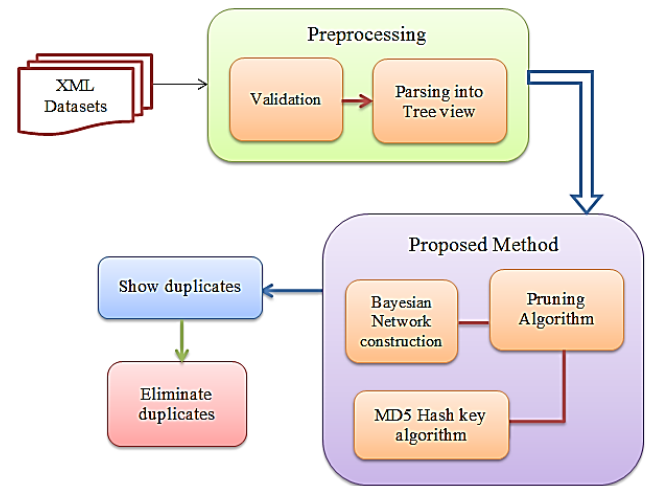 Preprocessing
XML
Datasets
Validation
Parsing into
Tree view
Proposed Method
Show duplicates
Bayesian
Network
construction
Pruning
Algorithm
Eliminate
duplicates
MD5 Hash key
algorithm